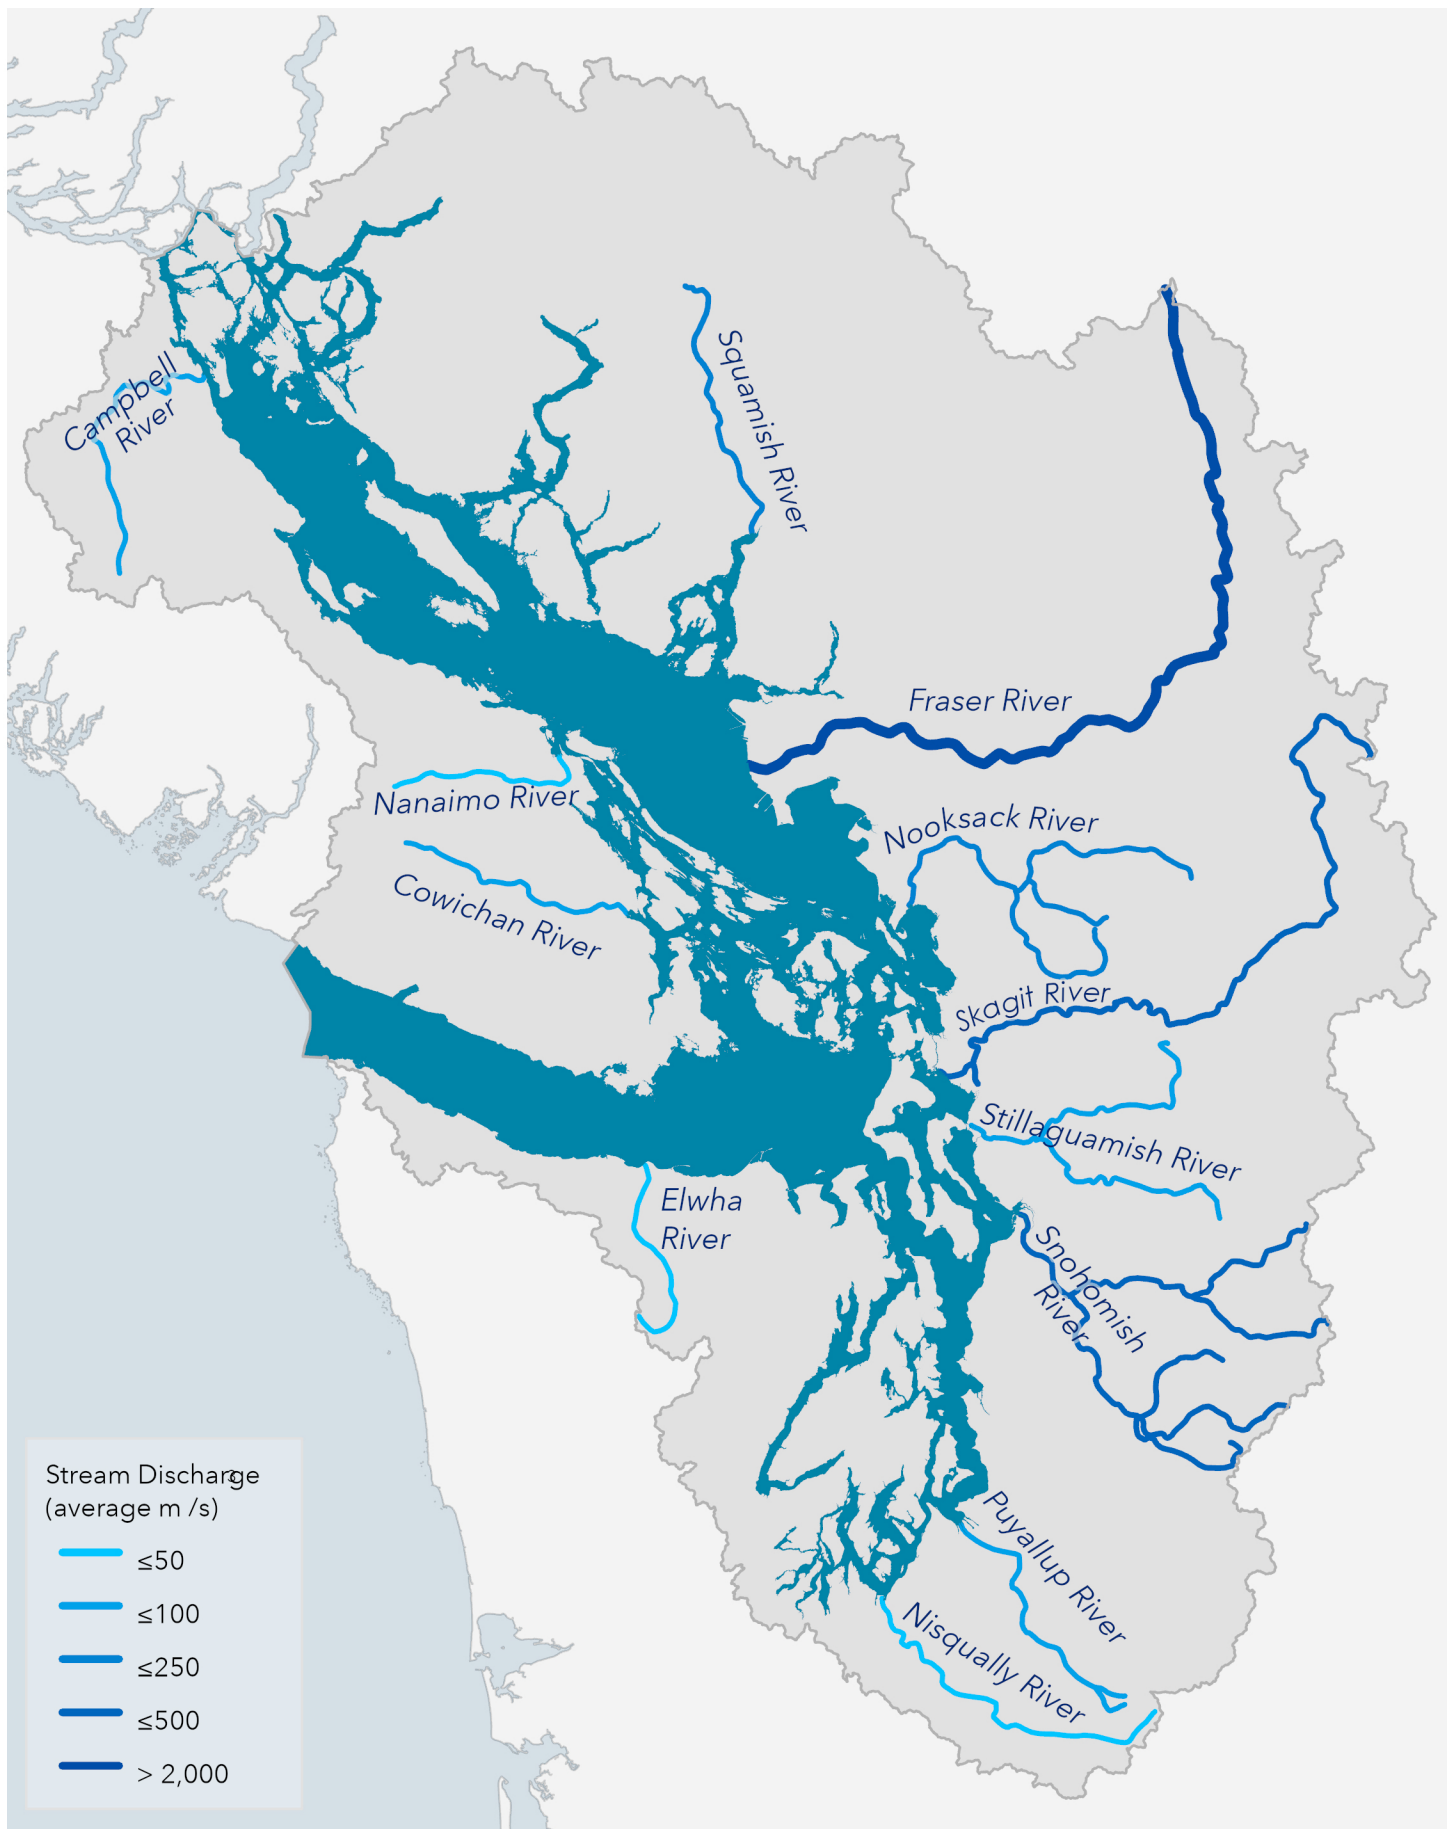 Squamish River
Campbell
River
Fraser River
Nanaimo River
Nooksack River
Cowichan River
Skagit River
Stillaguamish River
Elwha
River
Snohomish
River
Puyallup River
Nisqually River
Stream Discharge
(average m3/s)
≤50
≤100
≤250
≤500
> 2,000